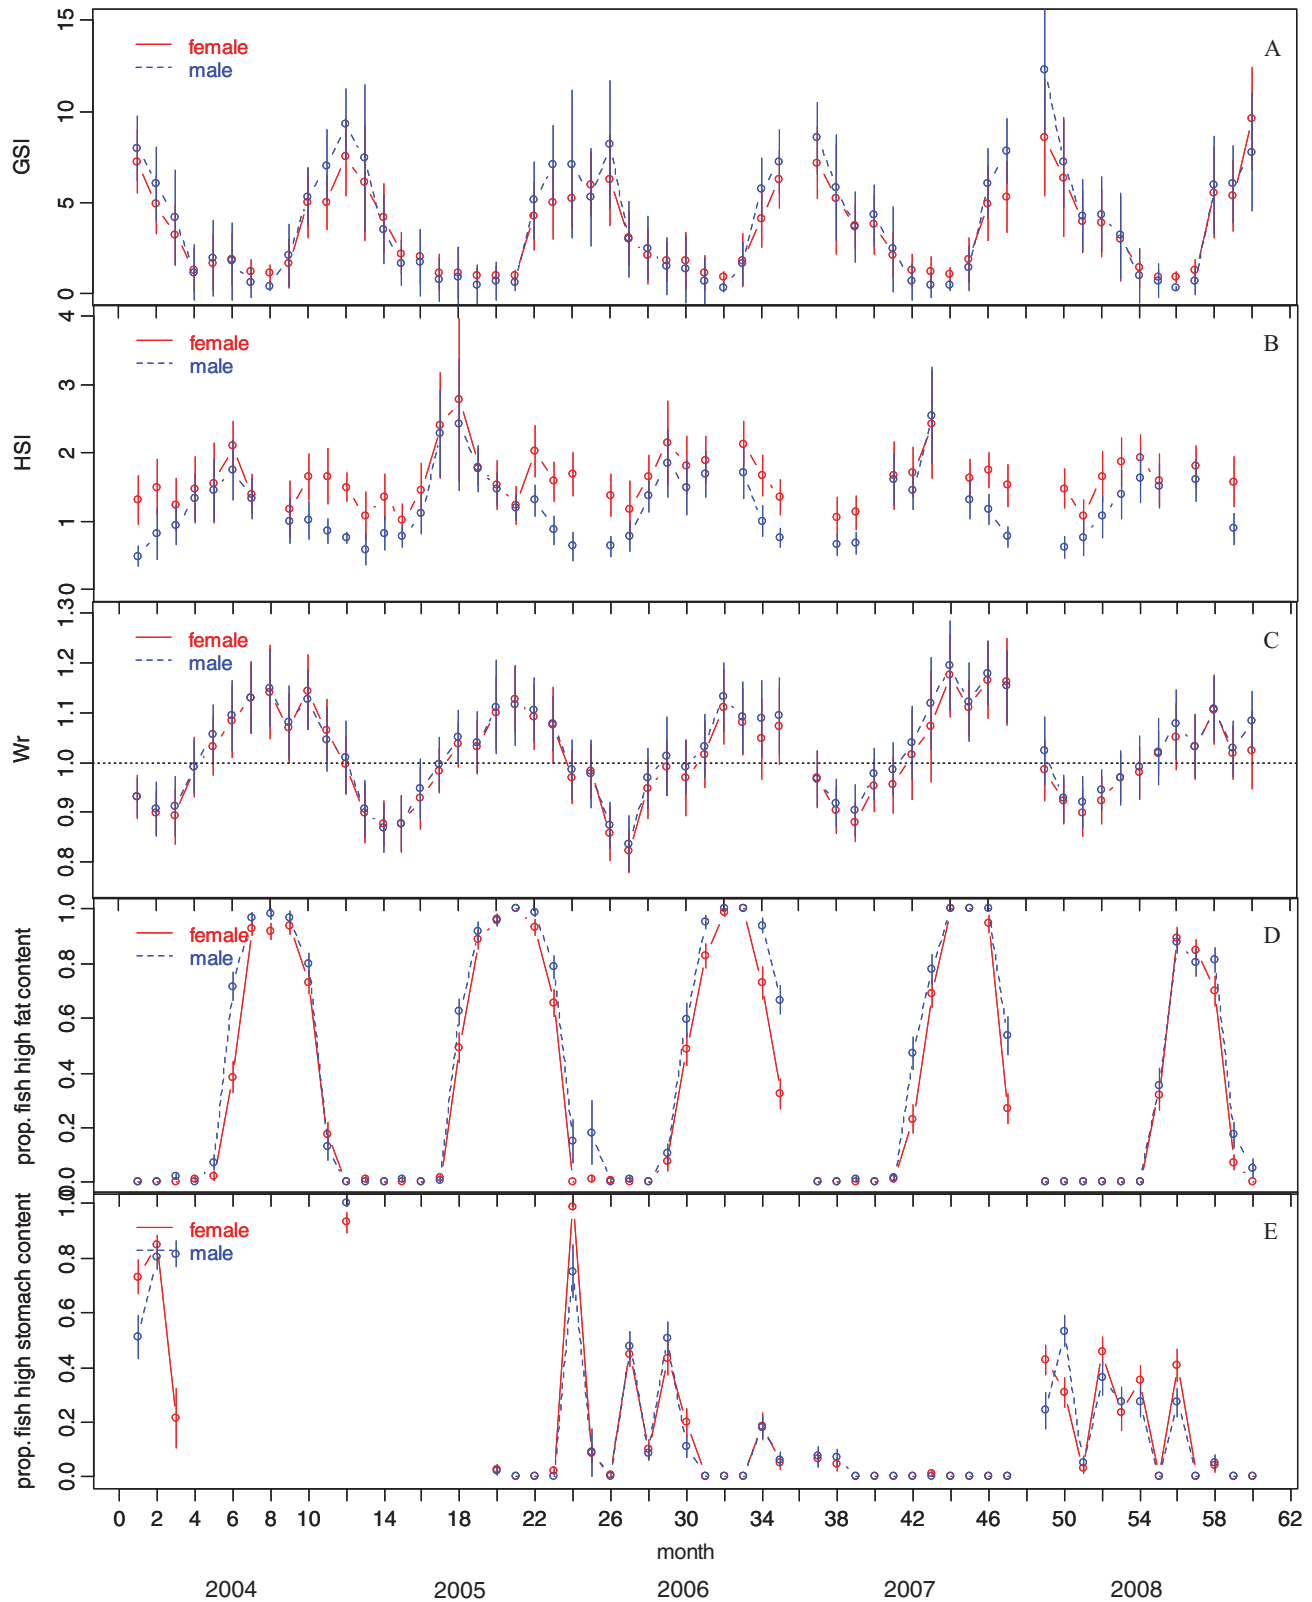 A
female
male
GSI
15
10
5
0
B
female
male
HSI
4
3
2
1
0
C
female
male
Wr
1.3
1.2
1.1
1.0
0.9
0.8
D
female
male
prop. fish high fat content
1.0
0.8
0.6
0.4
0.2
0.0
E
female
male
prop. fish high stomach content
1.0
0.8
0.6
0.4
0.2
0.0
0 2 4 6 8 10 14 18 22 26 30 34 38 42 46 50 54 58 62
month
2004 2005 2006 2007 2008